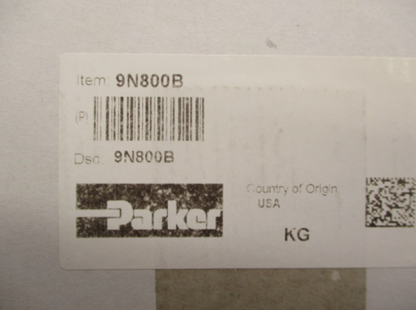 Item: 9N800B
(P)
Dsc: 9N800B
Parker
Country of Origin:
USA
KG